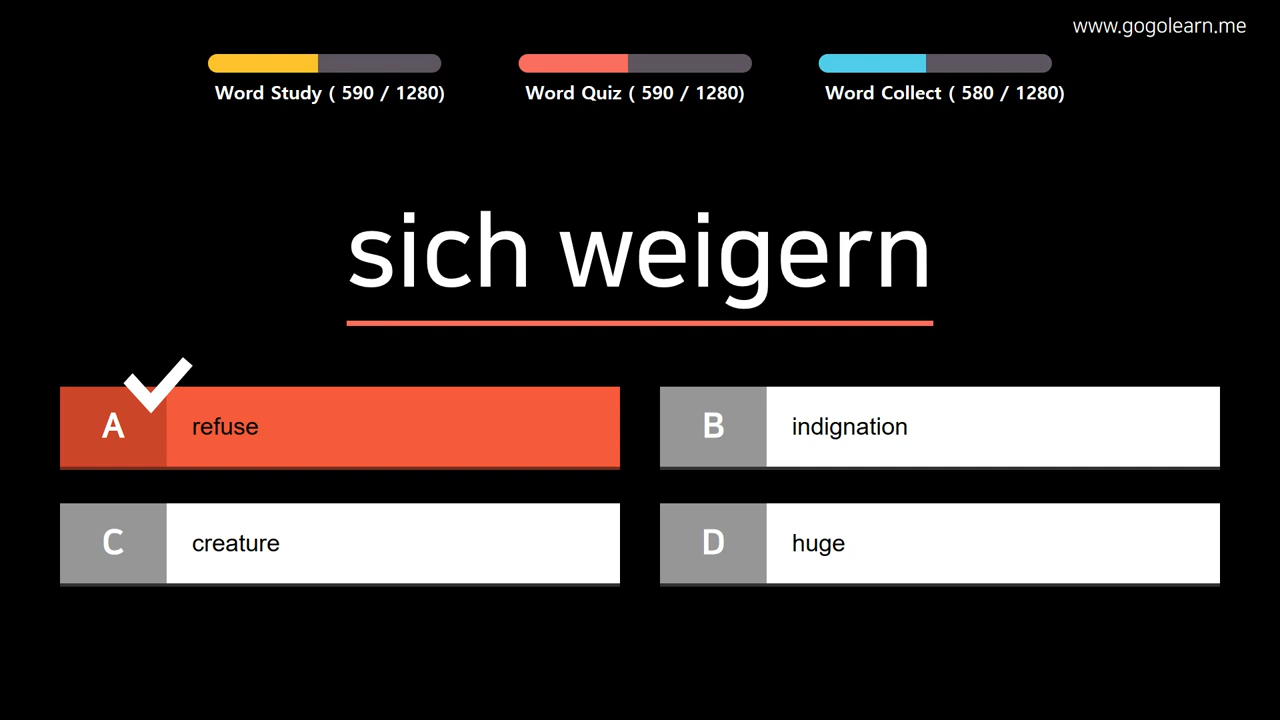 www.gogolearn.me
Word Study ( 590 / 1280)
Word Quiz ( 590 / 1280)
Word Collect ( 580 / 1280)
sich weigern
A refuse
B indignation
C creature
D huge